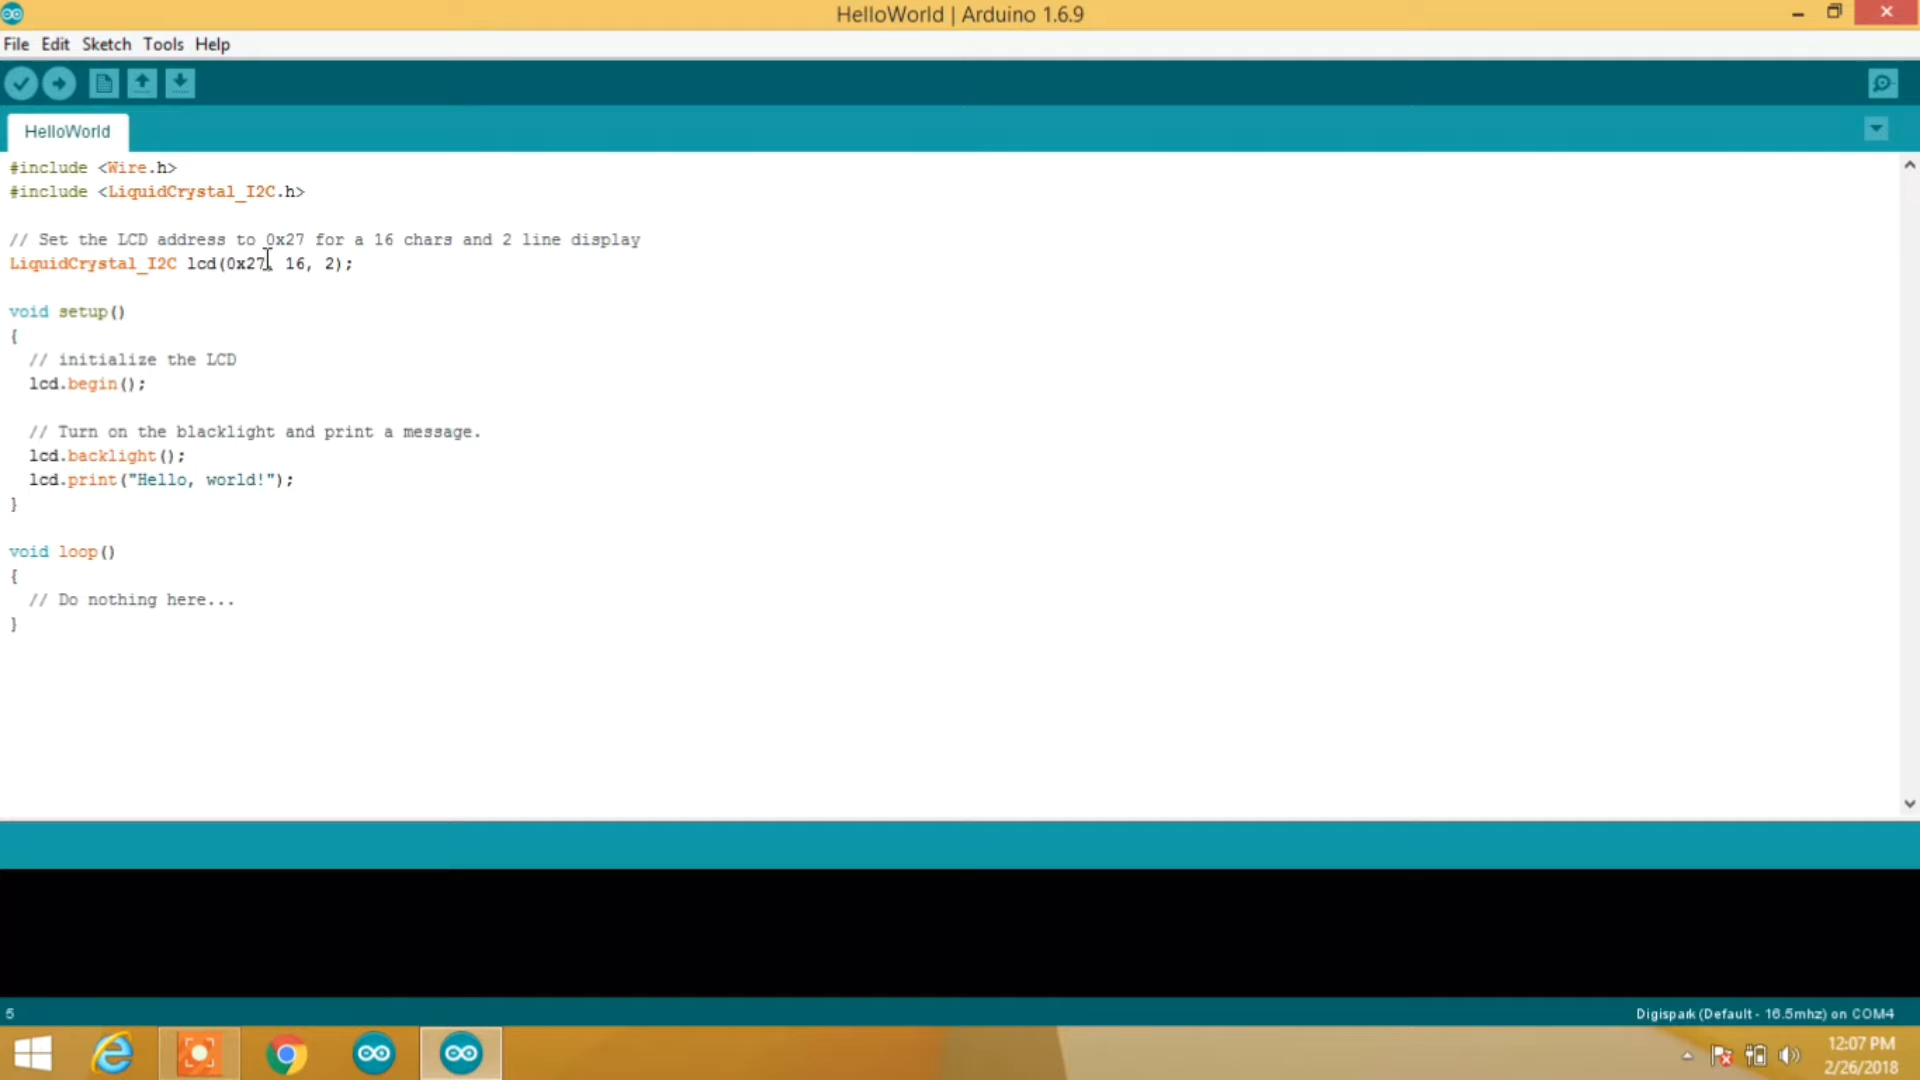 HelloWorld | Arduino 1.6.9
File Edit Sketch Tools Help
HelloWorld
#include <Wire.h>
#include <LiquidCrystal_I2C.h>
// Set the LCD address to 0x27 for a 16 chars and 2 line display
LiquidCrystal_I2C lcd(0x27, 16, 2);
void setup()
{
// initialize the LCD
lcd.begin();
// Turn on the blacklight and print a message.
lcd.backlight();
lcd.print("Hello, world!");
}
void loop()
{
// Do nothing here...
}
5
Digispark (Default - 16.5mhz) on COM4
12:07 PM
2/26/2018